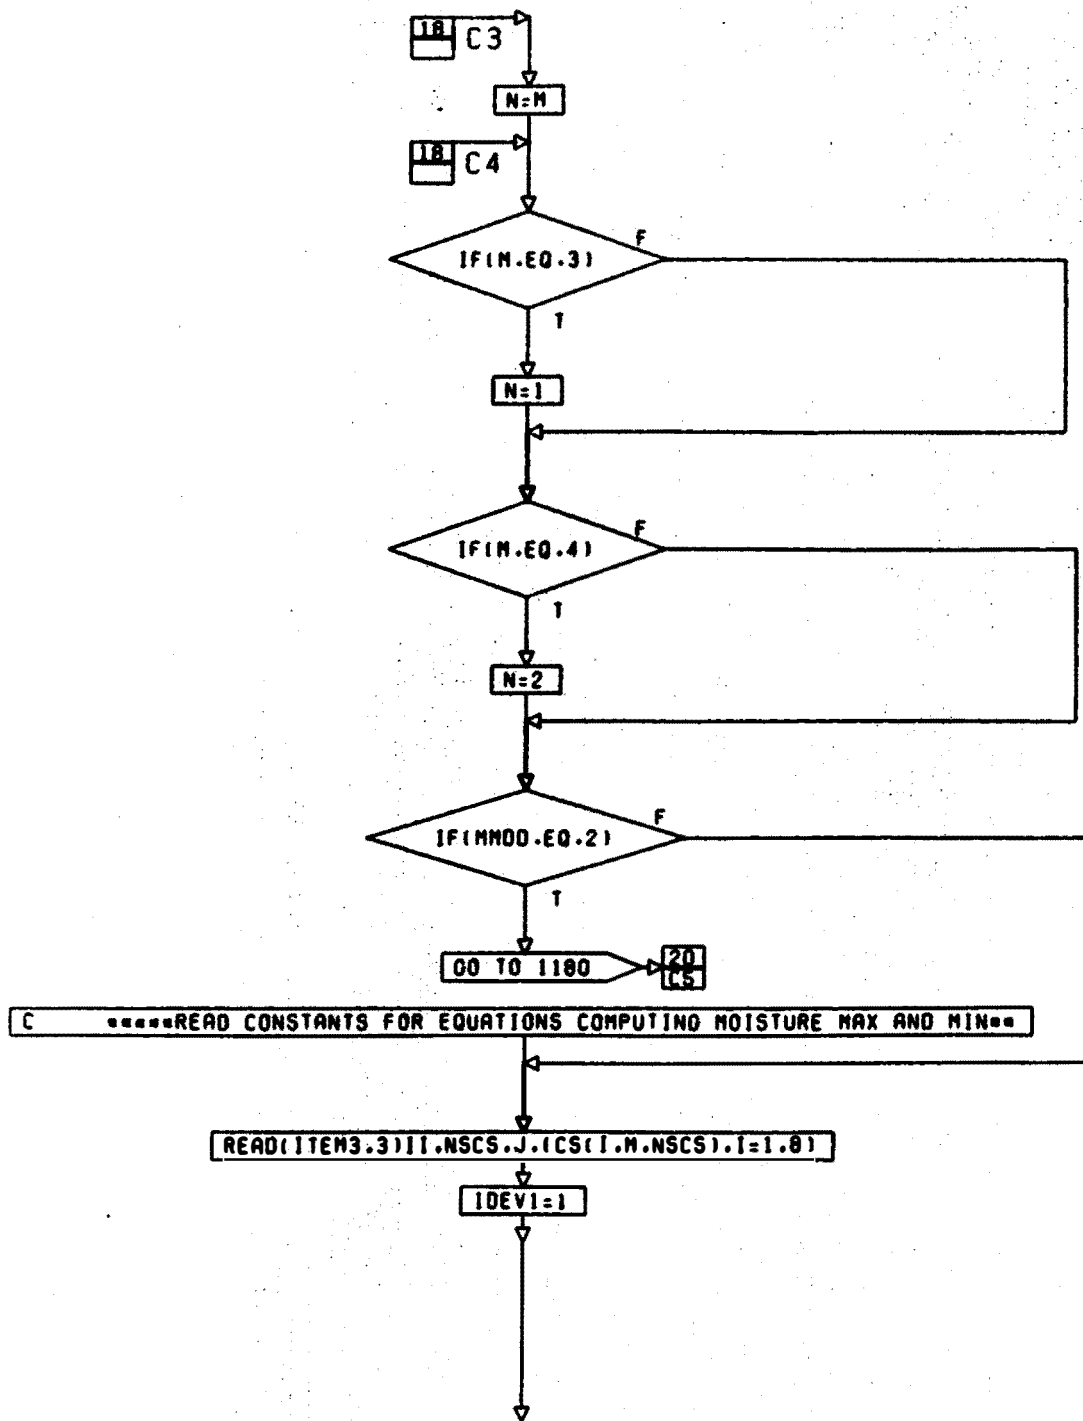 18 C3
N=M
18 C4
F
IF(M.EQ.3)
T
N=1
F
IF(M.EQ.4)
T
N=2
F
IF(MMOD.EQ.2)
T
GO TO 1180
20
C5
C *****READ CONSTANTS FOR EQUATIONS COMPUTING MOISTURE MAX AND MIN**
READ(ITEM3.3)II.NSCS.J.(CS(I.M.NSCS).I=1.8)
IDEV1=1